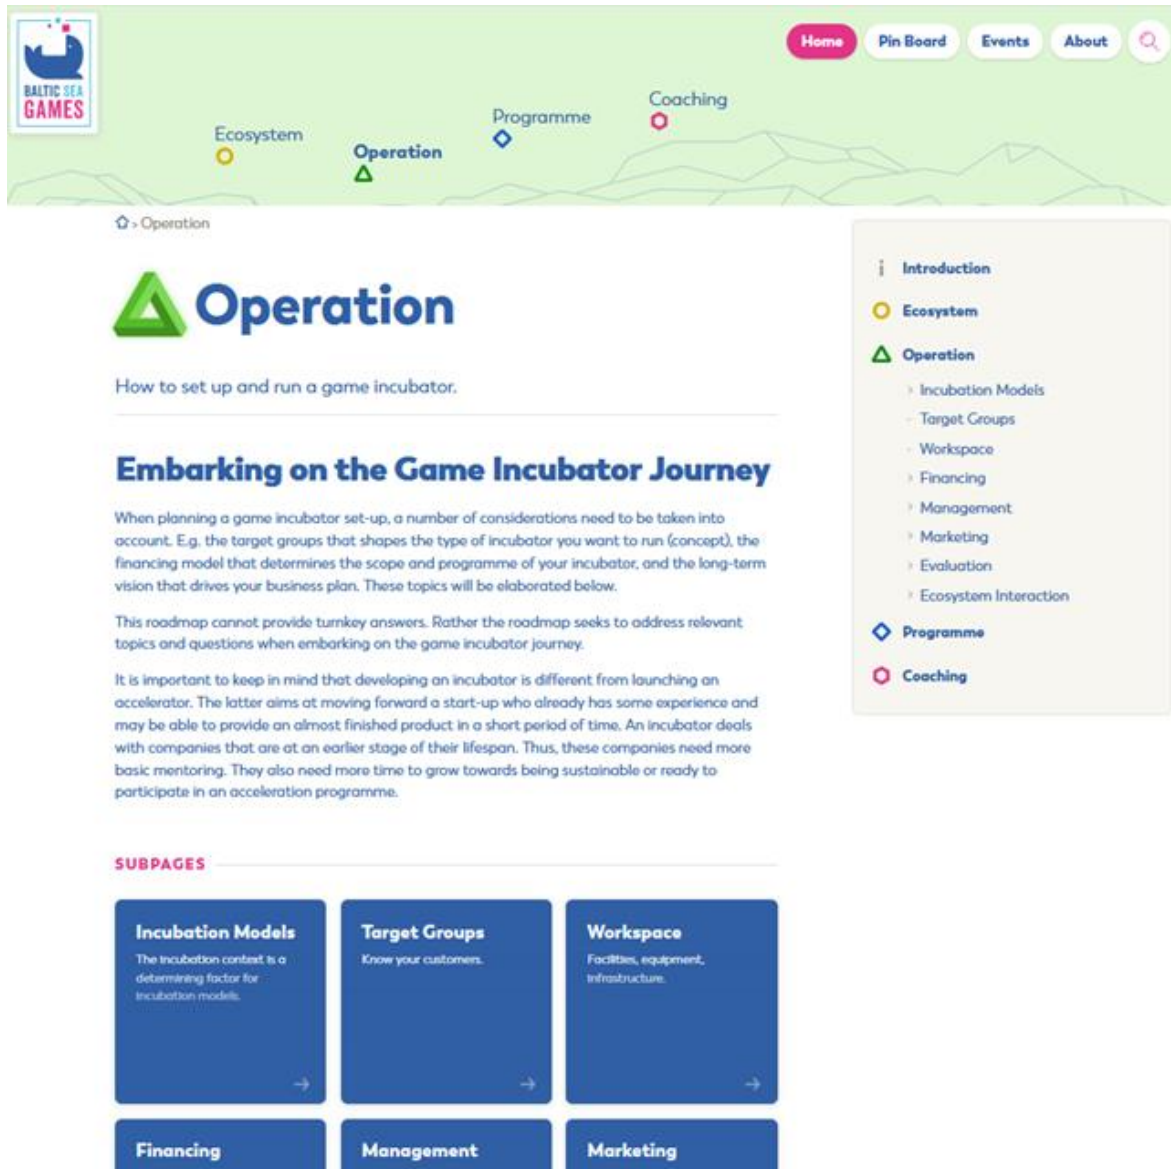 BALTIC SEA
GAMES
Home
Pin Board
Events
About
Ecosystem
Operation
Programme
Coaching
> Operation
Operation
How to set up and run a game incubator.
Embarking on the Game Incubator Journey
When planning a game incubator set-up, a number of considerations need to be taken into
account. E.g. the target groups that shapes the type of incubator you want to run (concept), the
financing model that determines the scope and programme of your incubator, and the long-term
vision that drives your business plan. These topics will be elaborated below.
This roadmap cannot provide turnkey answers. Rather the roadmap seeks to address relevant
topics and questions when embarking on the game incubator journey.
It is important to keep in mind that developing an incubator is different from launching an
accelerator. The latter aims at moving forward a start-up who already has some experience and
may be able to provide an almost finished product in a short period of time. An incubator deals
with companies that are at an earlier stage of their lifespan. Thus, these companies need more
basic mentoring. They also need more time to grow towards being sustainable or ready to
participate in an acceleration programme.
SUBPAGES
Incubation Models
The incubation context is a
determining factor for
incubation models.
Target Groups
Know your customers.
Workspace
Facilities, equipment,
infrastructure.
Financing
Management
Marketing
i Introduction
Ecosystem
Operation
Incubation Models
Target Groups
Workspace
Financing
Management
Marketing
Evaluation
Ecosystem Interaction
Programme
Coaching